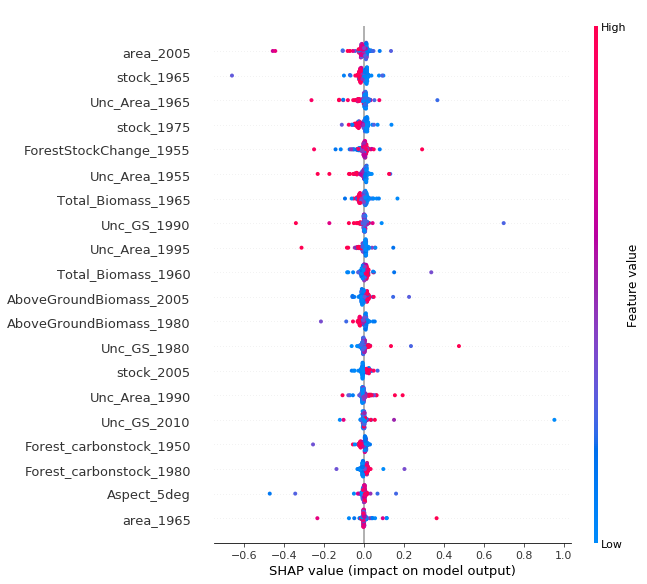 High
area_2005
stock_1965
Unc_Area_1965
stock_1975
ForestStockChange_1955
Unc_Area_1955
Total_Biomass_1965
Unc_GS_1990
Unc_Area_1995
Total_Biomass_1960
AboveGroundBiomass_2005
AboveGroundBiomass_1980
Unc_GS_1980
stock_2005
Unc_Area_1990
Unc_GS_2010
Forest_carbonstock_1950
Forest_carbonstock_1980
Aspect_5deg
area_1965
Feature value
Low
−0.6 −0.4 −0.2 0.0 0.2 0.4 0.6 0.8 1.0
SHAP value (impact on model output)